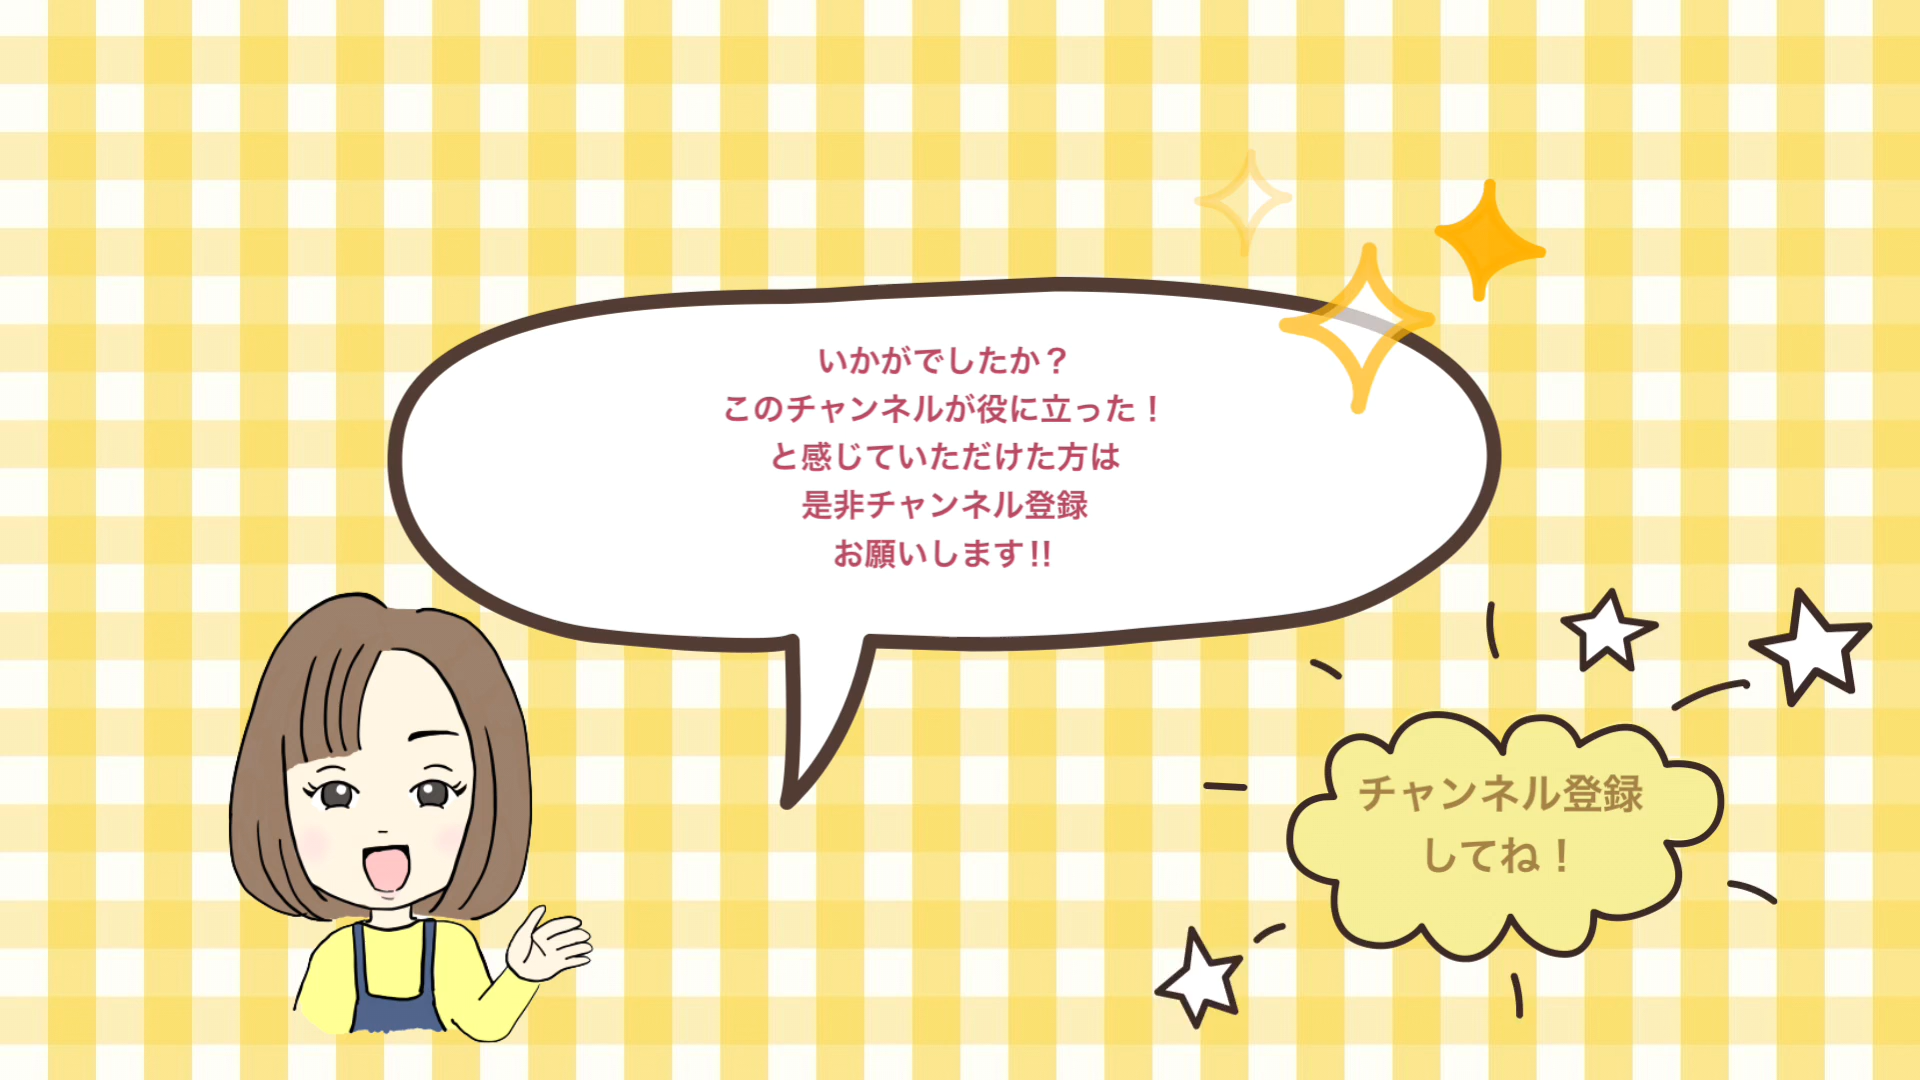 いかがでしたか？
このチャンネルが役に立った！
と感じていただけた方は
是非チャンネル登録
お願いします!!
チャンネル登録
してね！